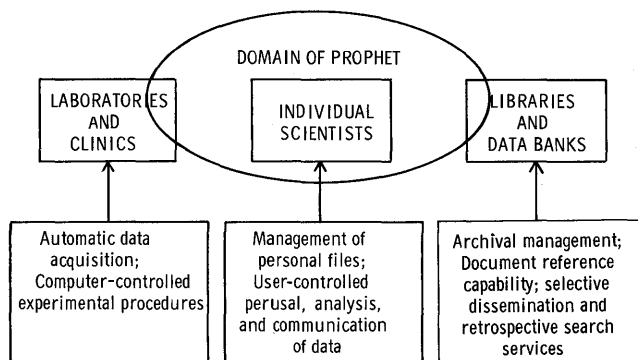 DOMAIN OF PROPHET
LABORATORIES
AND
CLINICS
INDIVIDUAL
SCIENTISTS
LIBRARIES
AND
DATA BANKS
Automatic data
acquisition;
Computer-controlled
experimental procedures
Management of
personal files;
User-controlled
perusal, analysis,
and communication
of data
Archival management;
Document reference
capability; selective
dissemination and
retrospective search
services